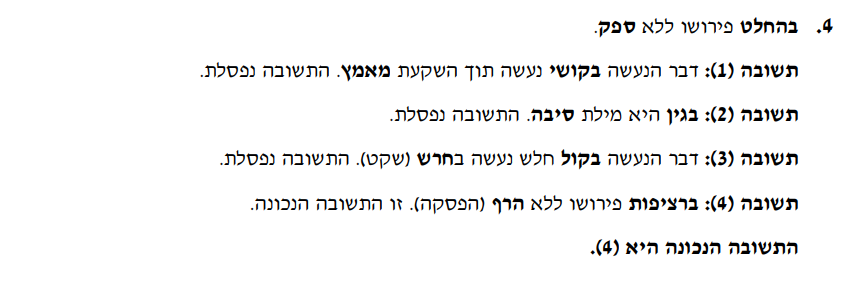 4. בהחלט פירושו ללא ספק.
תשובה (1): דבר הנעשה בקושי נעשה תוך השקעת מאמץ. התשובה נפסלת.
תשובה (2): בגין היא מילת סיבה. התשובה נפסלת.
תשובה (3): דבר הנעשה בקול חלש נעשה בחרש (שקט). התשובה נפסלת.
תשובה (4): ברציפות פירושו ללא הרף (הפסקה). זו התשובה הנכונה.
התשובה הנכונה היא (4).